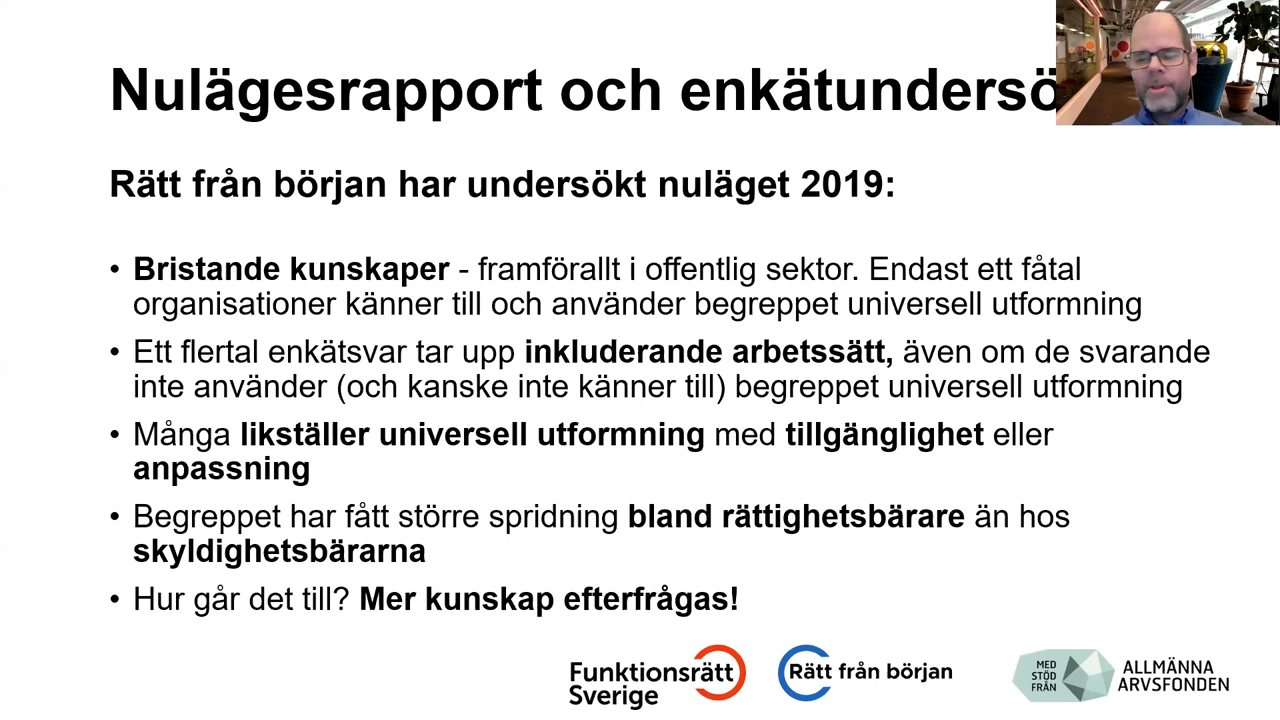 Nulägesrapport och enkätundersö
Rätt från början har undersökt nuläget 2019:
• Bristande kunskaper - framförallt i offentlig sektor. Endast ett fåtal
organisationer känner till och använder begreppet universell utformning
• Ett flertal enkätsvar tar upp inkluderande arbetssätt, även om de svarande
inte använder (och kanske inte känner till) begreppet universell utformning
• Många likställer universell utformning med tillgänglighet eller
anpassning
• Begreppet har fått större spridning bland rättighetsbärare än hos
skyldighetsbärarna
• Hur går det till? Mer kunskap efterfrågas!
Funktionsrätt
Sverige
Rätt från början
MED
STÖD
FRÅN
ALLMÄNNA
ARVSFONDEN